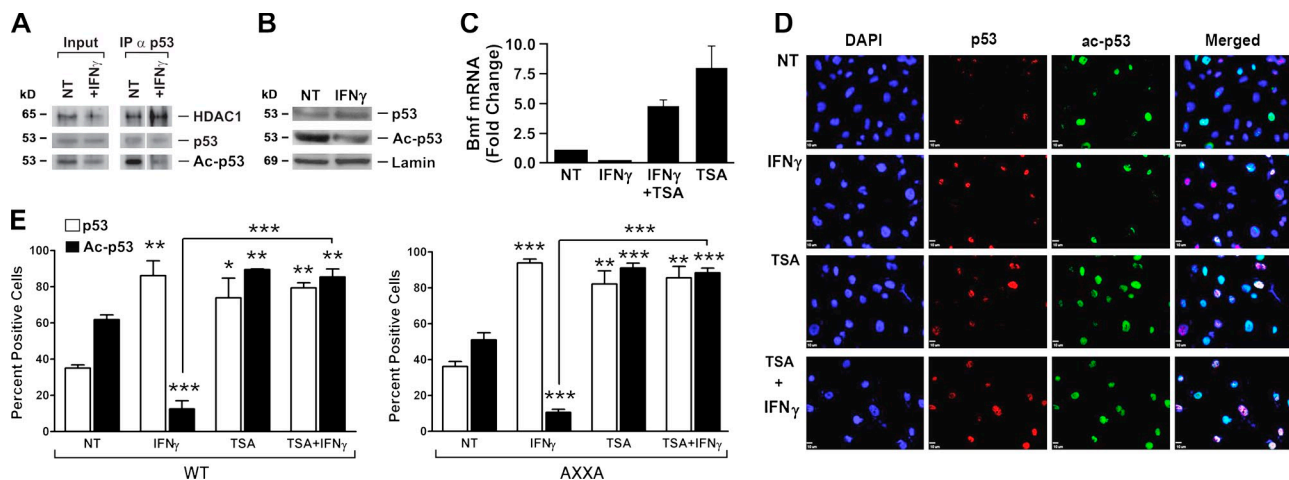 A
Input
IP α p53
NT
+IFNγ
NT
+IFNγ
kD
65
HDAC1
53
p53
53
Ac-p53
B
kD
NT
IFNγ
53
p53
53
Ac-p53
69
Lamin
C
Bmf mRNA
(Fold Change)
10.0
7.5
5.0
2.5
0.0
NT
IFNγ
IFNγ
+TSA
TSA
D
DAPI
p53
ac-p53
Merged
NT
IFNγ
TSA
TSA
+
IFNγ
E
p53
Ac-p53
Percent Positive Cells
100
80
60
40
20
0
**
***
*
**
**
**
***
NT
IFNγ
TSA
TSA+IFNγ
WT
Percent Positive Cells
100
80
60
40
20
0
***
***
**
***
**
***
***
NT
IFNγ
TSA
TSA+IFNγ
AXXA